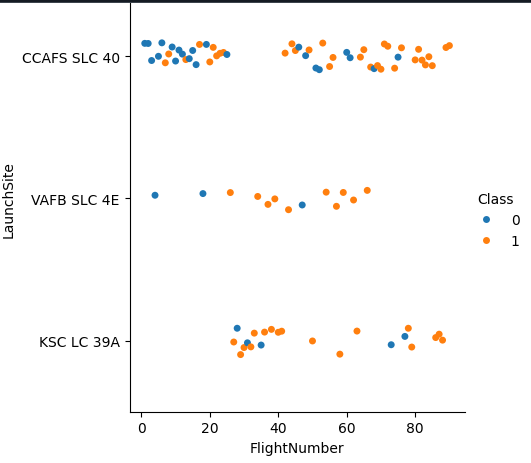 CCAFS SLC 40
VAFB SLC 4E
KSC LC 39A
LaunchSite
0 20 40 60 80
FlightNumber
Class
0
1